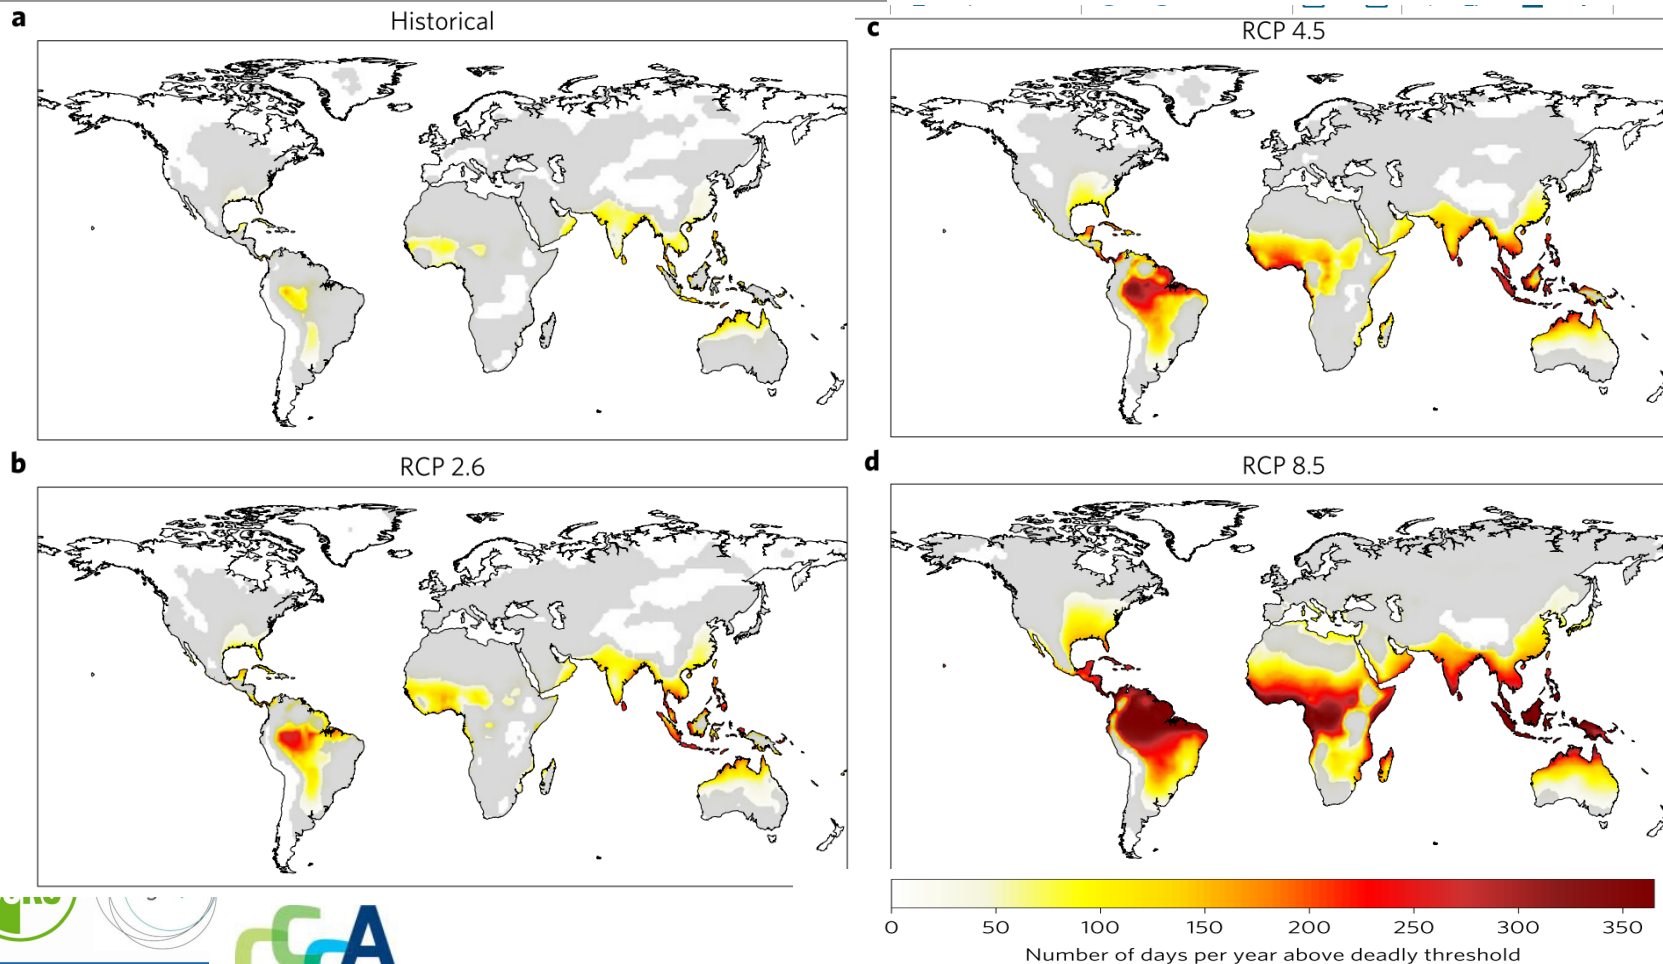 a
Historical
c
RCP 4.5
b
RCP 2.6
d
RCP 8.5
0 50 100 150 200 250 300 350
Number of days per year above deadly threshold
CCA